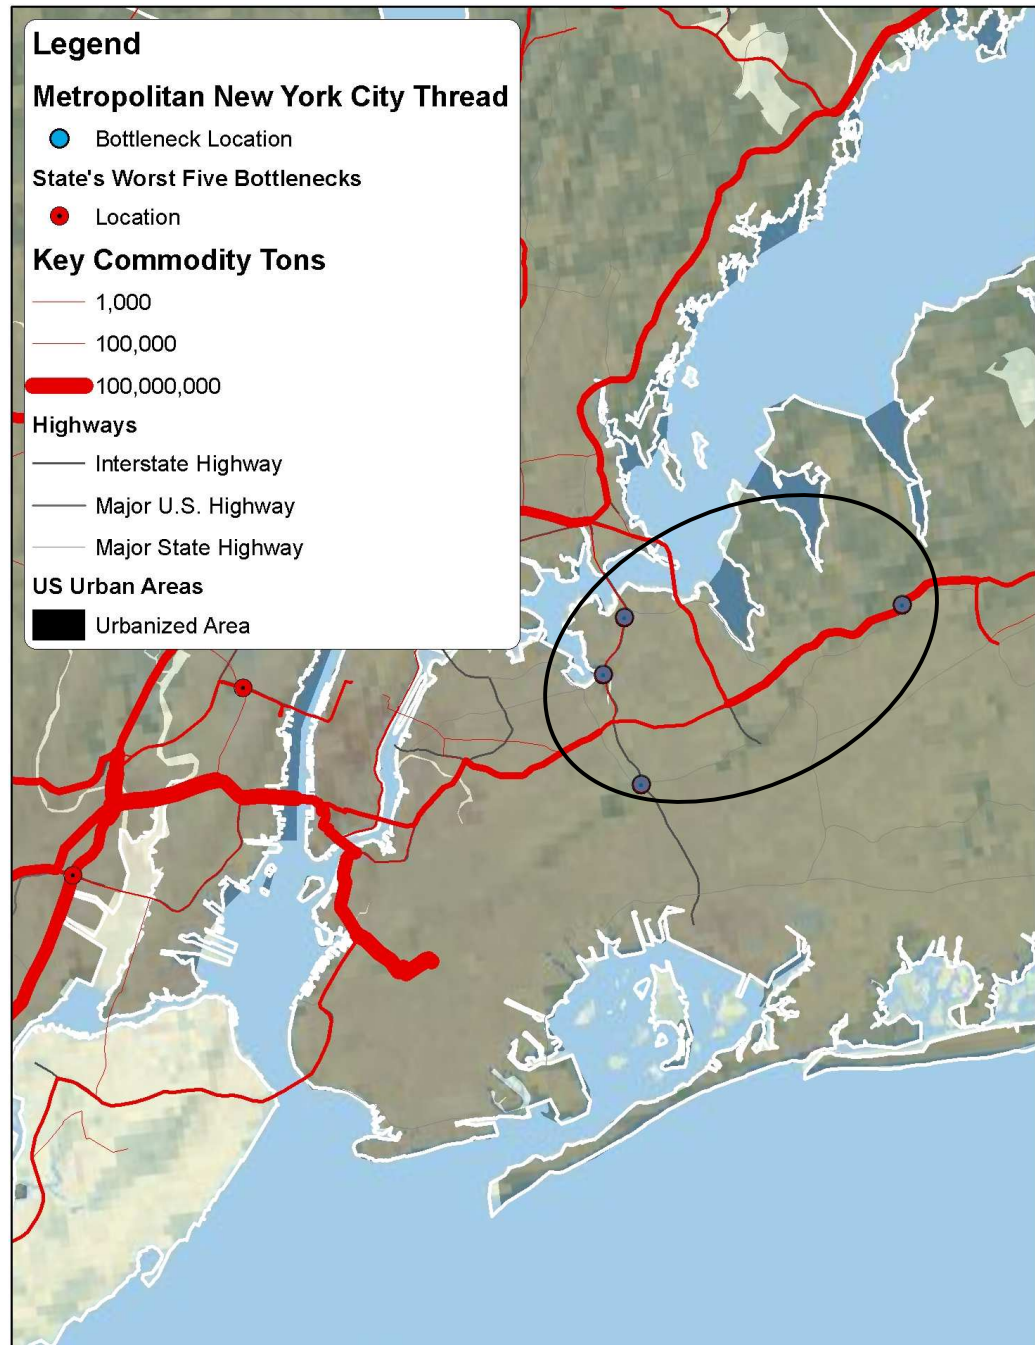 Legend
Metropolitan New York City Thread
Bottleneck Location
State's Worst Five Bottlenecks
Location
Key Commodity Tons
1,000
100,000
100,000,000
Highways
Interstate Highway
Major U.S. Highway
Major State Highway
US Urban Areas
Urbanized Area